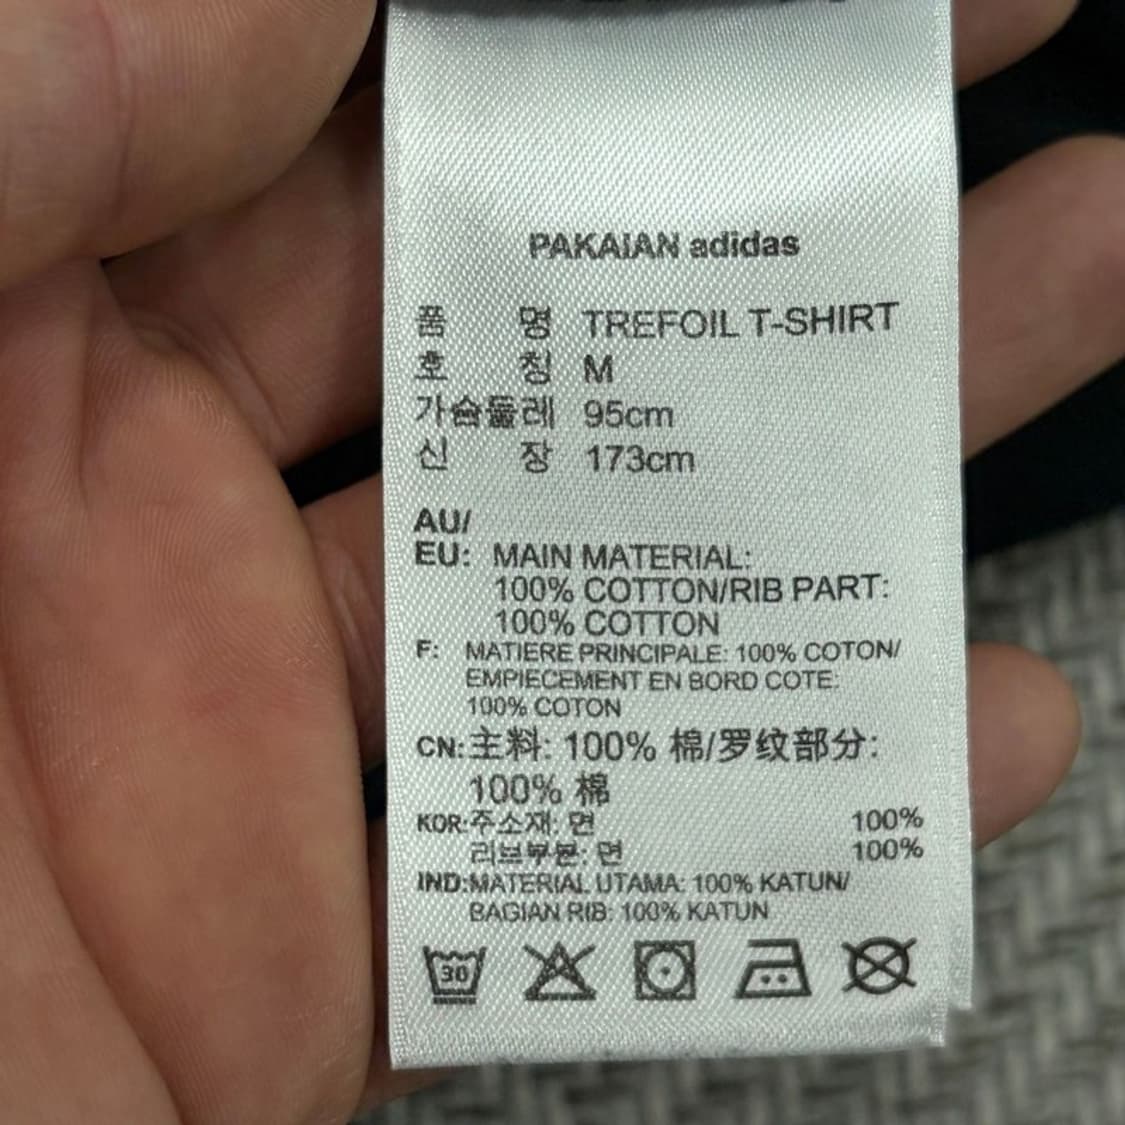 PAKAIAN adidas
품 명 TREFOIL T-SHIRT
호 칭 M
가슴둘레 95cm
신 장 173cm
AU/
EU: MAIN MATERIAL:
100% COTTON/RIB PART:
100% COTTON
F: MATIERE PRINCIPALE: 100% COTON/
EMPIECEMENT EN BORD COTE:
100% COTON
CN: 主料: 100% 棉/罗纹部分:
100% 棉
KOR: 주소재: 면 100%
리브부분: 면 100%
IND: MATERIAL UTAMA: 100% KATUN/
BAGIAN RIB: 100% KATUN
30